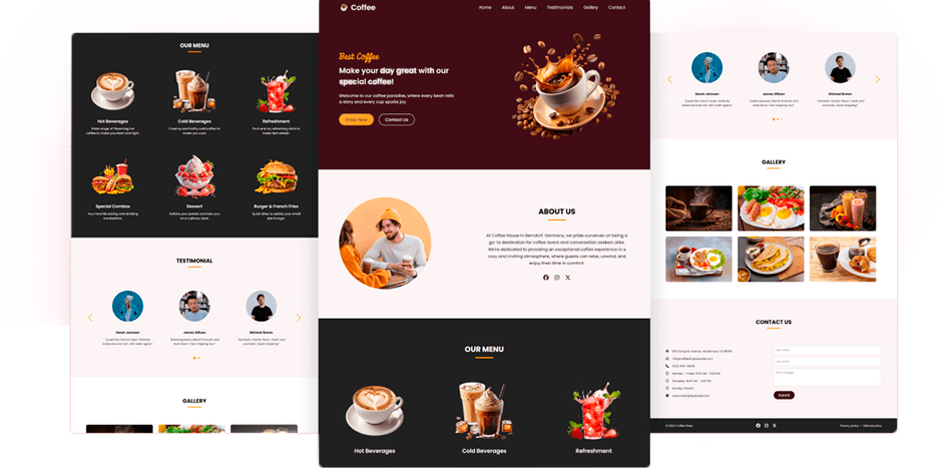 OUR MENU
Hot Beverages
Wide range of Steaming hot
coffee to make you fresh and light.
Cold Beverages
Creamy and frothy cold coffee to
make you cool.
Refreshment
Fruit and icy refreshing drink to
make feel refresh.
Special Combos
Your favorite eating and drinking
combations.
Dessert
Satiate your palate and take you
on a culinary treat.
Burger & French Fries
Quick bites to satisfy your small
size hunger.
TESTIMONIAL
Sarah Johnson
James Wilson
Michael Brown
GALLERY
Coffee
Home
About
Menu
Testimonials
Gallery
Contact
Best Coffee
Make your day great with our
special coffee!
Welcome to our coffee paradise, where every bean tells
a story and every cup sparks joy.
Order Now
Contact Us
ABOUT US
At Coffee House in Berndorf, Germany, we pride ourselves on being a
go-to destination for coffee lovers and conversation seekers alike.
We're dedicated to providing an exceptional coffee experience in a
cozy and inviting atmosphere, where guests can relax, unwind, and
enjoy their time in comfort.
OUR MENU
Hot Beverages
Cold Beverages
Refreshment
Sarah Johnson
James Wilson
Michael Brown
GALLERY
CONTACT US
Your name
Your email
Your message
Submit
© 2024 Coffee Shop
Privacy policy • Refund policy